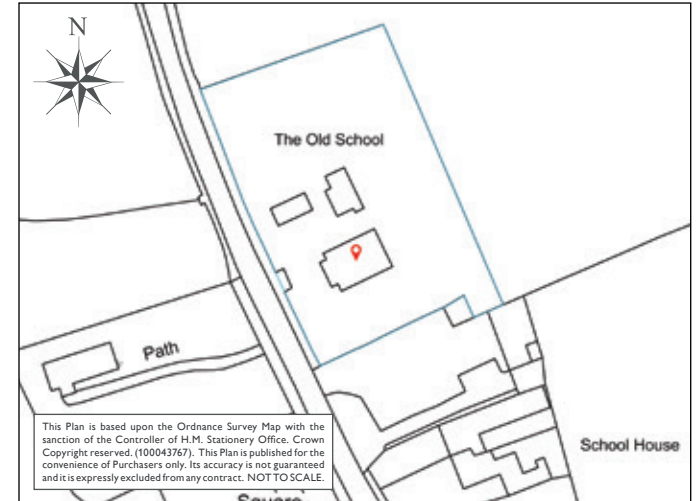 N
The Old School
Path
This Plan is based upon the Ordnance Survey Map with the
sanction of the Controller of H.M. Stationery Office. Crown
Copyright reserved. (100043767). This Plan is published for the
convenience of Purchasers only. Its accuracy is not guaranteed
and it is expressly excluded from any contract. NOT TO SCALE.
School House
Square